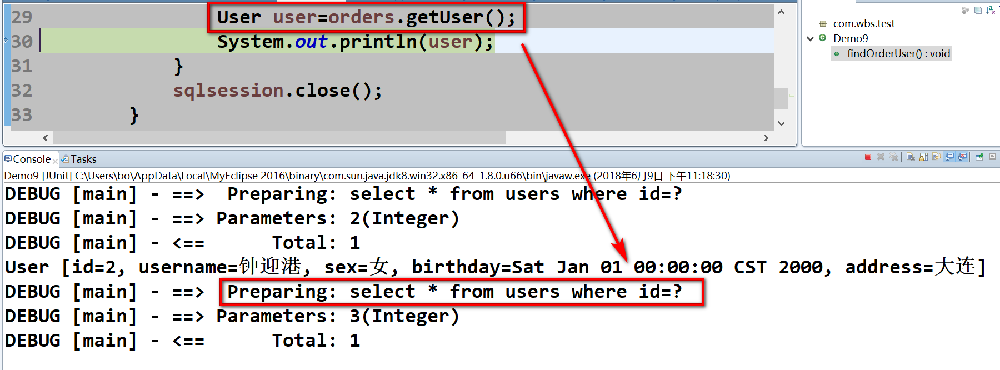 29 User user=orders.getUser();
30 System.out.println(user);
31 }
32 sqlsession.close();
33 }
com.wbs.test
Demo9
findOrderUser() : void
Console Tasks
Demo9 [JUnit] C:\Users\bo\AppData\Local\MyEclipse 2016\binary\com.sun.java.jdk8.win32.x86_64_1.8.0.u66\bin\javaw.exe (2018年6月9日 下午11:18:30)
DEBUG [main] - ==>  Preparing: select * from users where id=?
DEBUG [main] - ==> Parameters: 2(Integer)
DEBUG [main] - <==      Total: 1
User [id=2, username=钟迎港, sex=女, birthday=Sat Jan 01 00:00:00 CST 2000, address=大连]
DEBUG [main] - ==>  Preparing: select * from users where id=?
DEBUG [main] - ==> Parameters: 3(Integer)
DEBUG [main] - <==      Total: 1